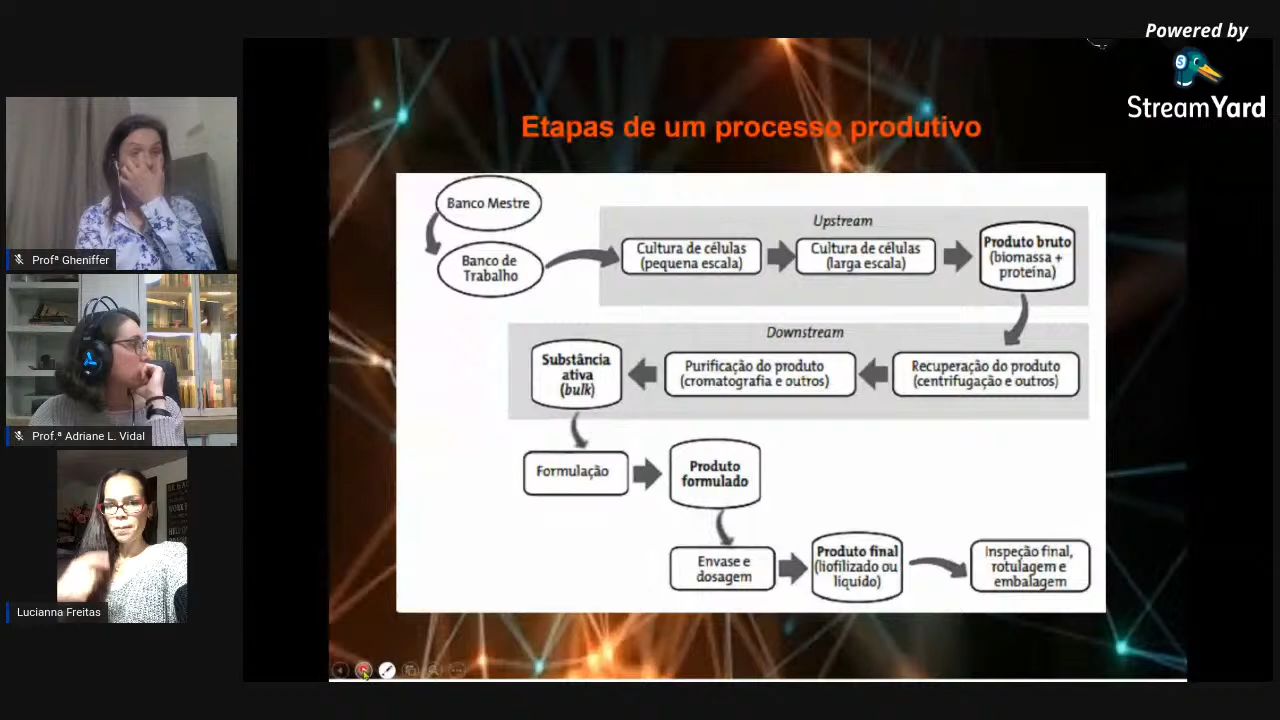 Powered by
StreamYard
Etapas de um processo produtivo
Banco Mestre
Banco de
Trabalho
Upstream
Cultura de células
(pequena escala)
Cultura de células
(larga escala)
Produto bruto
(biomassa +
proteína)
Downstream
Recuperação do produto
(centrifugação e outros)
Purificação do produto
(cromatografia e outros)
Substância
ativa
(bulk)
Formulação
Produto
formulado
Envase e
dosagem
Produto final
(liofilizado ou
líquido)
Inspeção final,
rotulagem e
embalagem
Profª Gheniffer
Prof.ª Adriane L. Vidal
Lucianna Freitas